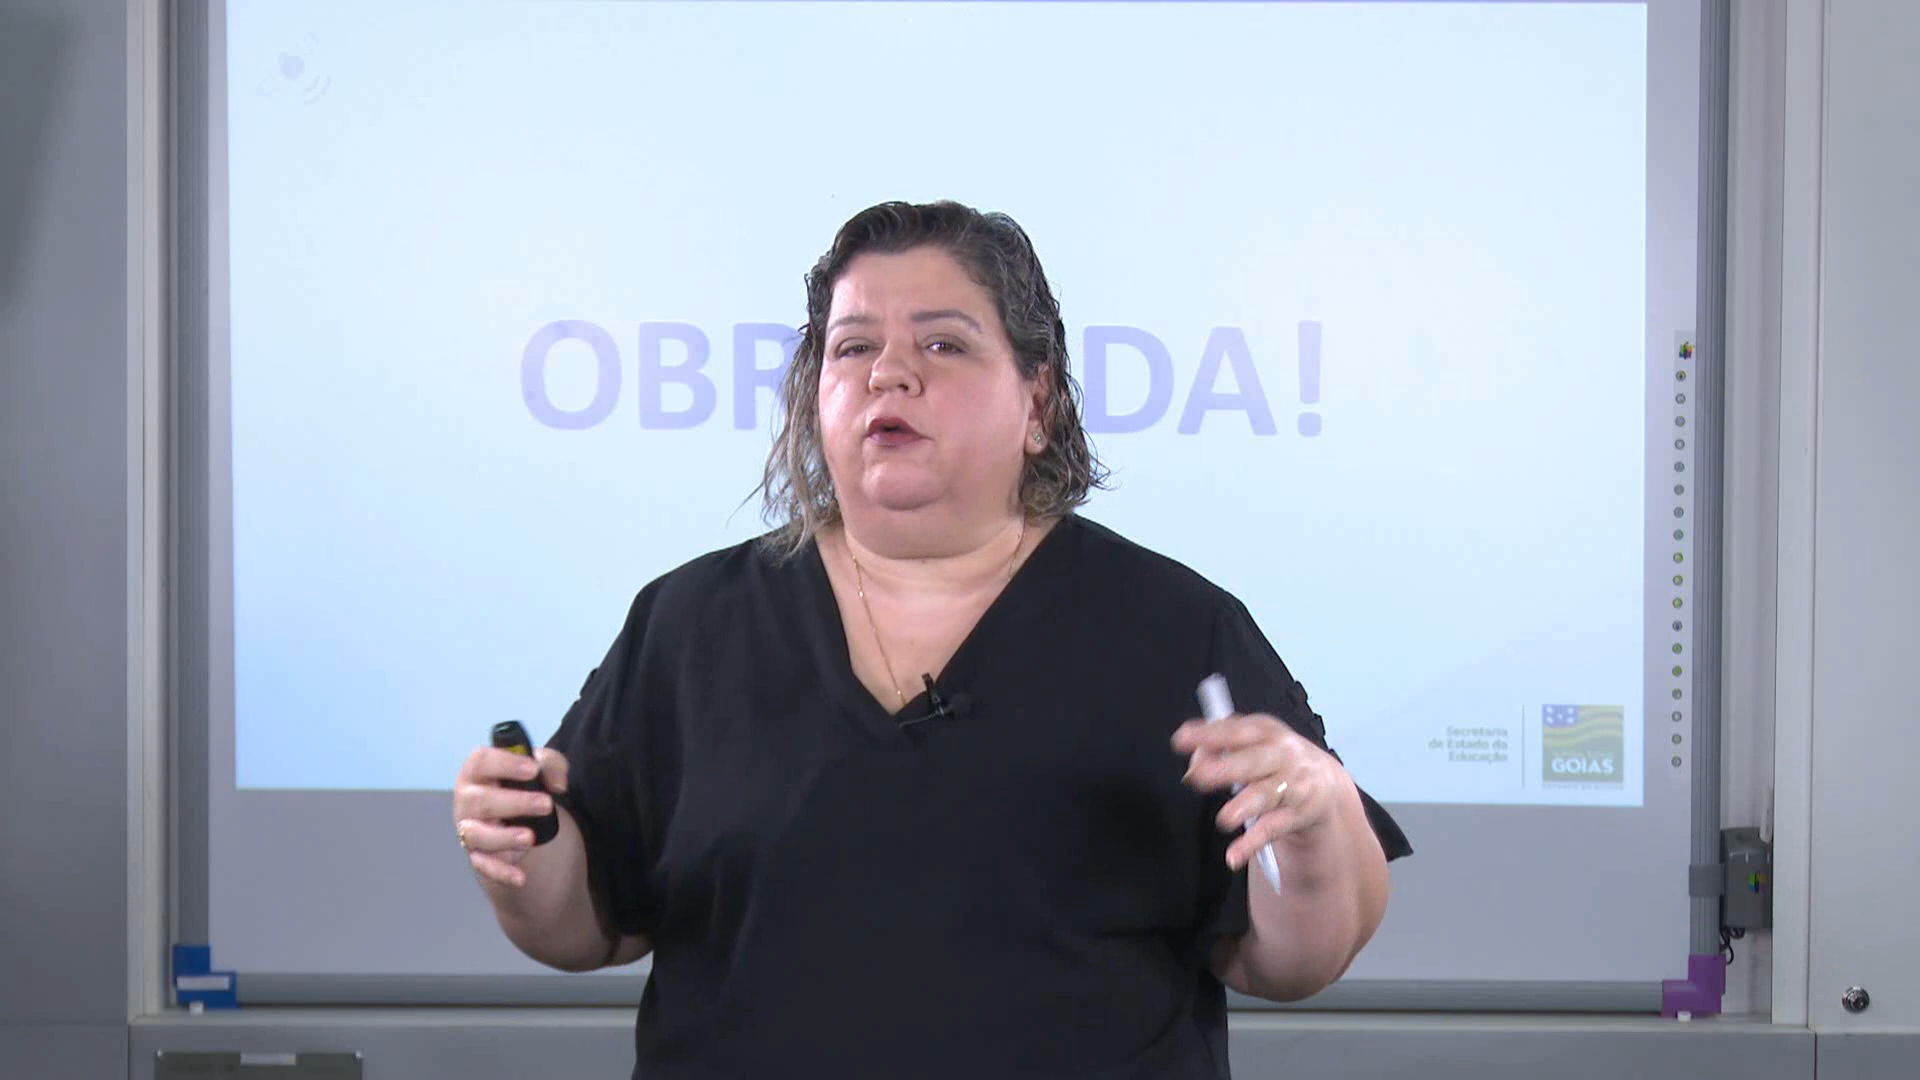 OBR DA!
Secretaria
de Estado da
Educação
GOIÁS